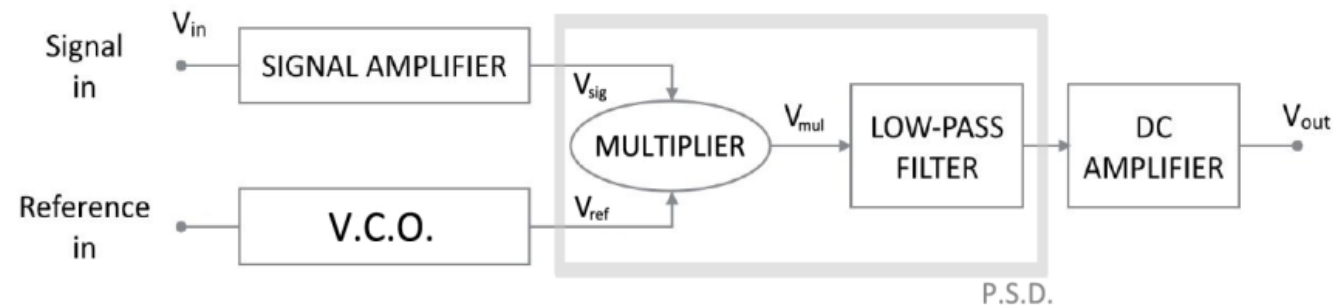 Signal
in
V_in
SIGNAL AMPLIFIER
V_sig
MULTIPLIER
V_mul
LOW-PASS
FILTER
DC
AMPLIFIER
V_out
Reference
in
V.C.O.
V_ref
P.S.D.